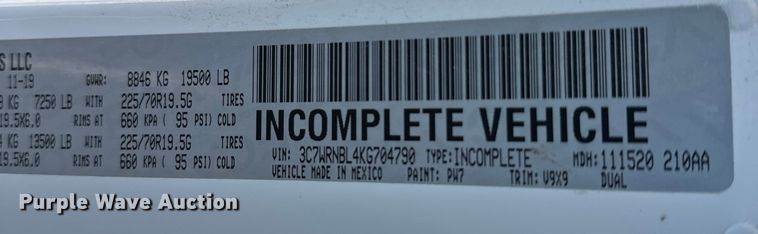 S LLC
11-19 GVWR: 8846 KG 19500 LB
KG 7250 LB WITH 225/70R19.5G TIRES
19.5X6.0 RIMS AT 660 KPA ( 95 PSI) COLD
KG 13500 LB WITH 225/70R19.5G TIRES
19.5X6.0 RIMS AT 660 KPA ( 95 PSI) COLD
INCOMPLETE VEHICLE
VIN: 3C7WRNBL4KG704790 TYPE: INCOMPLETE MDH: 111520 210AA
VEHICLE MADE IN MEXICO PAINT: PW7 TRIM: V9X9 DUAL
Purple Wave Auction